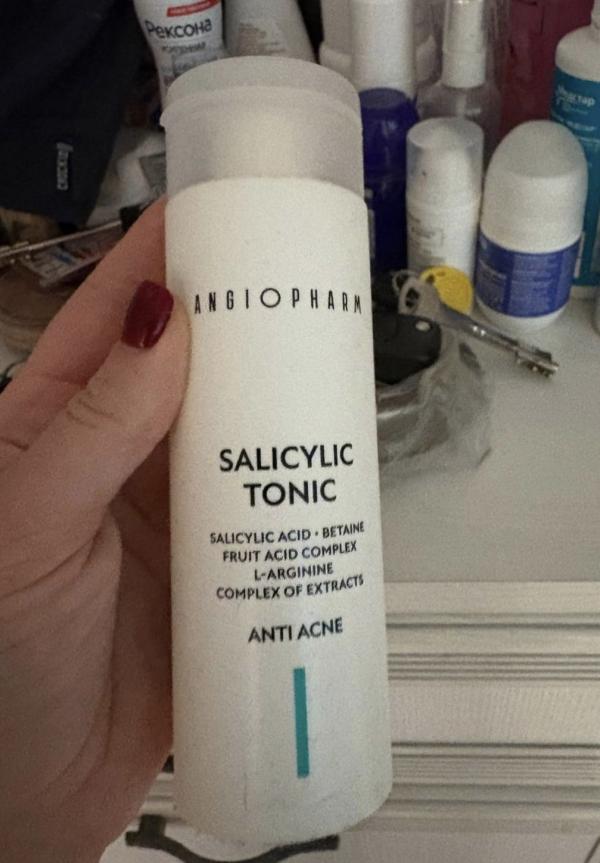 Рексона
ANGIOPHARM
SALICYLIC
TONIC
SALICYLIC ACID • BETAINE
FRUIT ACID COMPLEX
L-ARGININE
COMPLEX OF EXTRACTS
ANTI ACNE